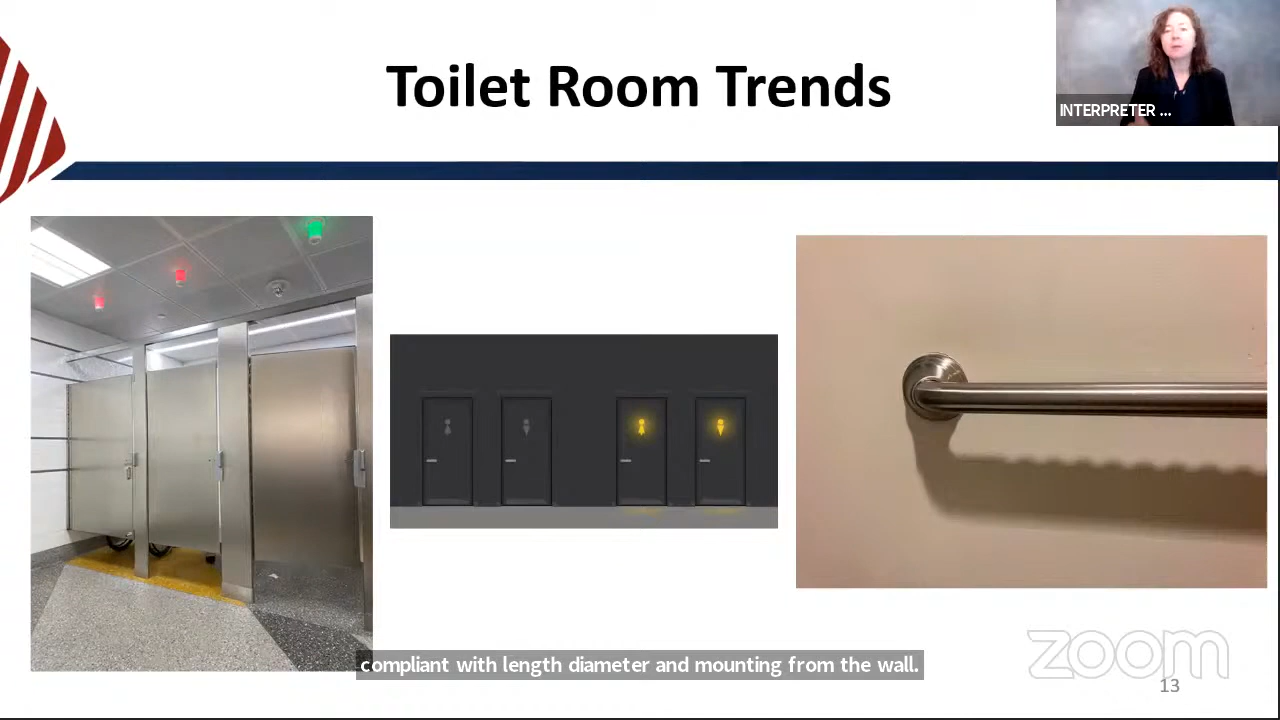 Toilet Room Trends
INTERPRETER ...
compliant with length diameter and mounting from the wall.
zoom
13